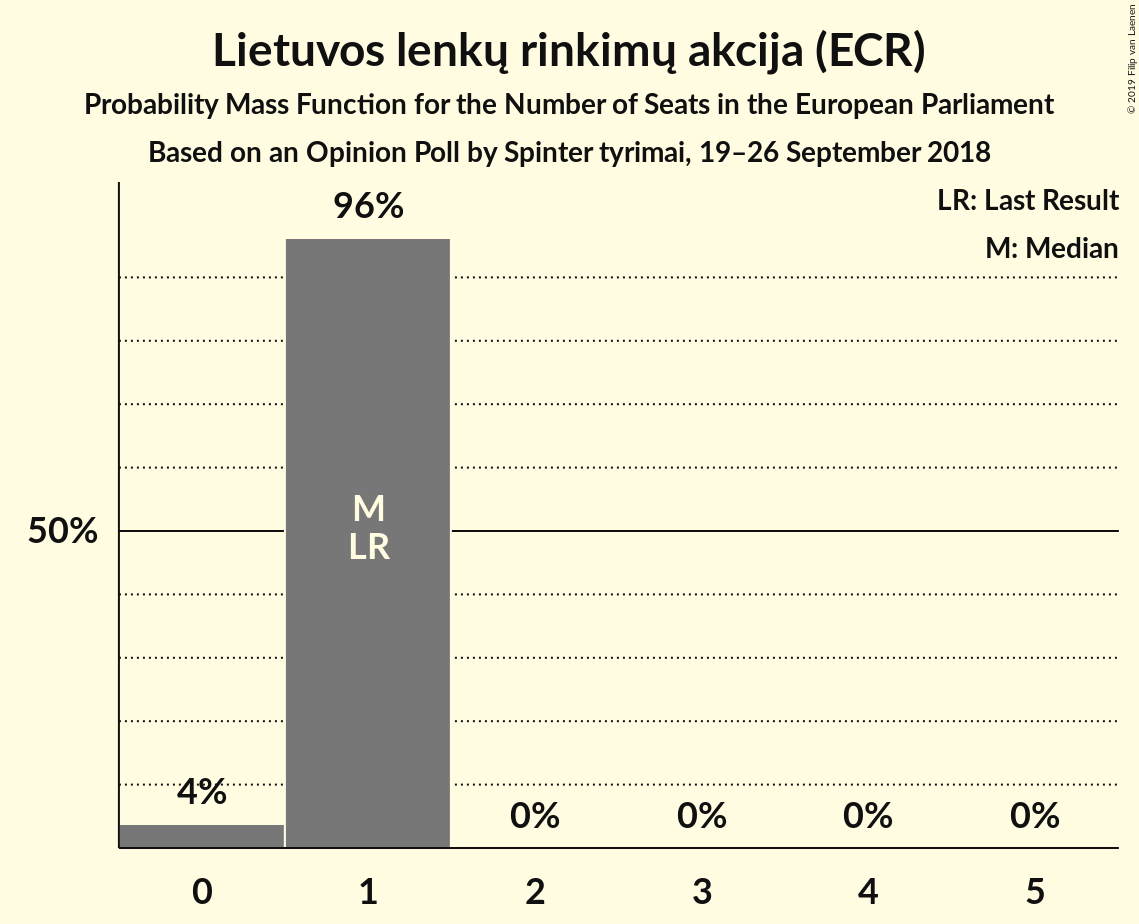 Lietuvos lenkų rinkimų akcija (ECR)
Probability Mass Function for the Number of Seats in the European Parliament
Based on an Opinion Poll by Spinter tyrimai, 19–26 September 2018
© 2019 Filip van Laenen
LR: Last Result
M: Median
96%
M
LR
50%
4%
0%
0%
0%
0%
0
1
2
3
4
5